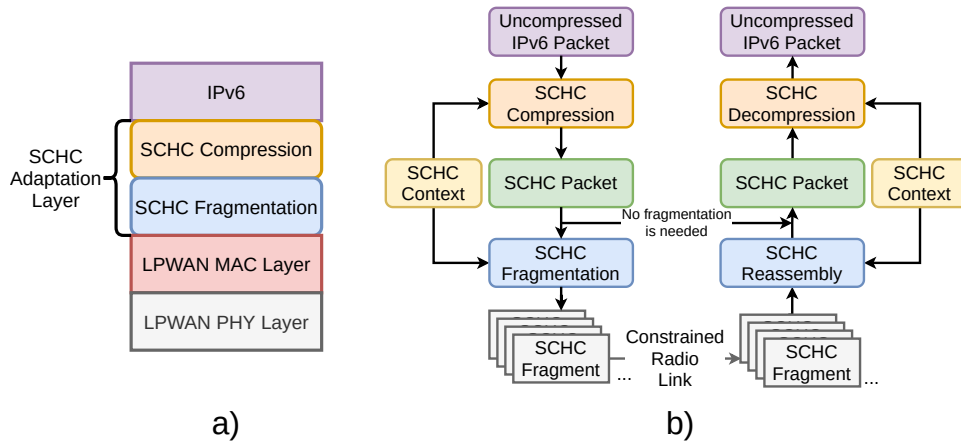 IPv6
SCHC Compression
SCHC Fragmentation
LPWAN MAC Layer
LPWAN PHY Layer
SCHC
Adaptation
Layer
a)
Uncompressed
IPv6 Packet
SCHC
Compression
SCHC
Context
SCHC Packet
No fragmentation
is needed
SCHC
Fragmentation
SCHC
Fragment
...
Constrained
Radio
Link
Uncompressed
IPv6 Packet
SCHC
Decompression
SCHC Packet
SCHC
Context
SCHC
Reassembly
SCHC
Fragment
...
b)